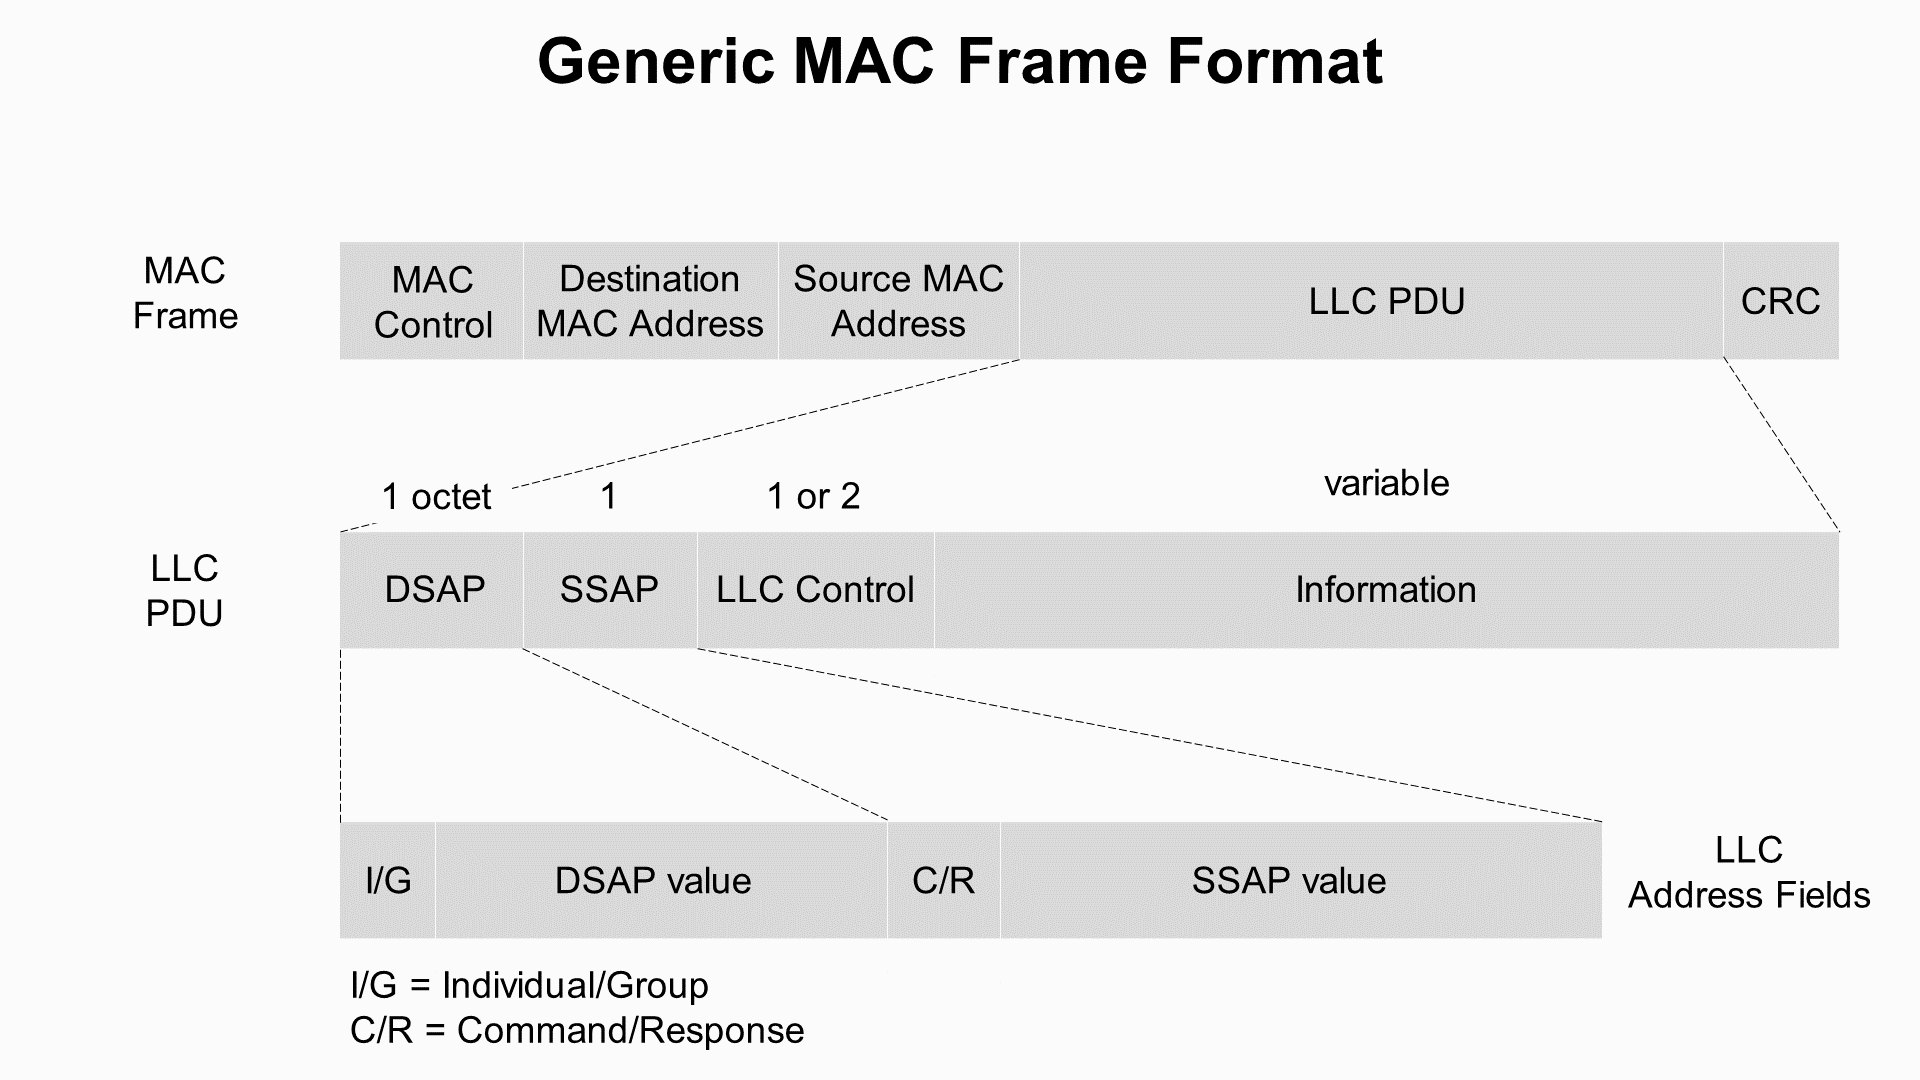 Generic MAC Frame Format
MAC
Frame
MAC
Control
Destination
MAC Address
Source MAC
Address
LLC PDU
CRC
1 octet
1
1 or 2
variable
LLC
PDU
DSAP
SSAP
LLC Control
Information
I/G
DSAP value
C/R
SSAP value
LLC
Address Fields
I/G = Individual/Group
C/R = Command/Response